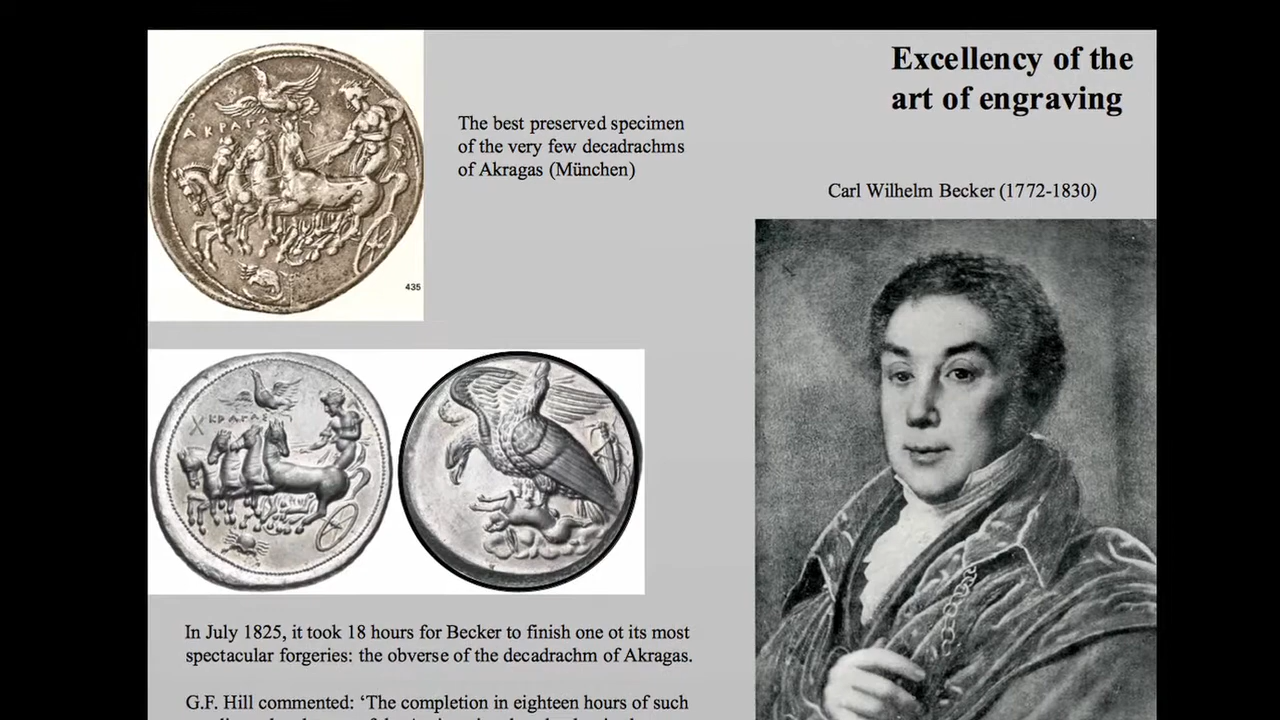 Excellency of the
art of engraving
The best preserved specimen
of the very few decadrachms
of Akragas (München)
Carl Wilhelm Becker (1772-1830)
ΑΚΡΑΓΑ
435
ΚΡΑΓΑΣ
In July 1825, it took 18 hours for Becker to finish one ot its most
spectacular forgeries: the obverse of the decadrachm of Akragas.
G.F. Hill commented: ‘The completion in eighteen hours of such